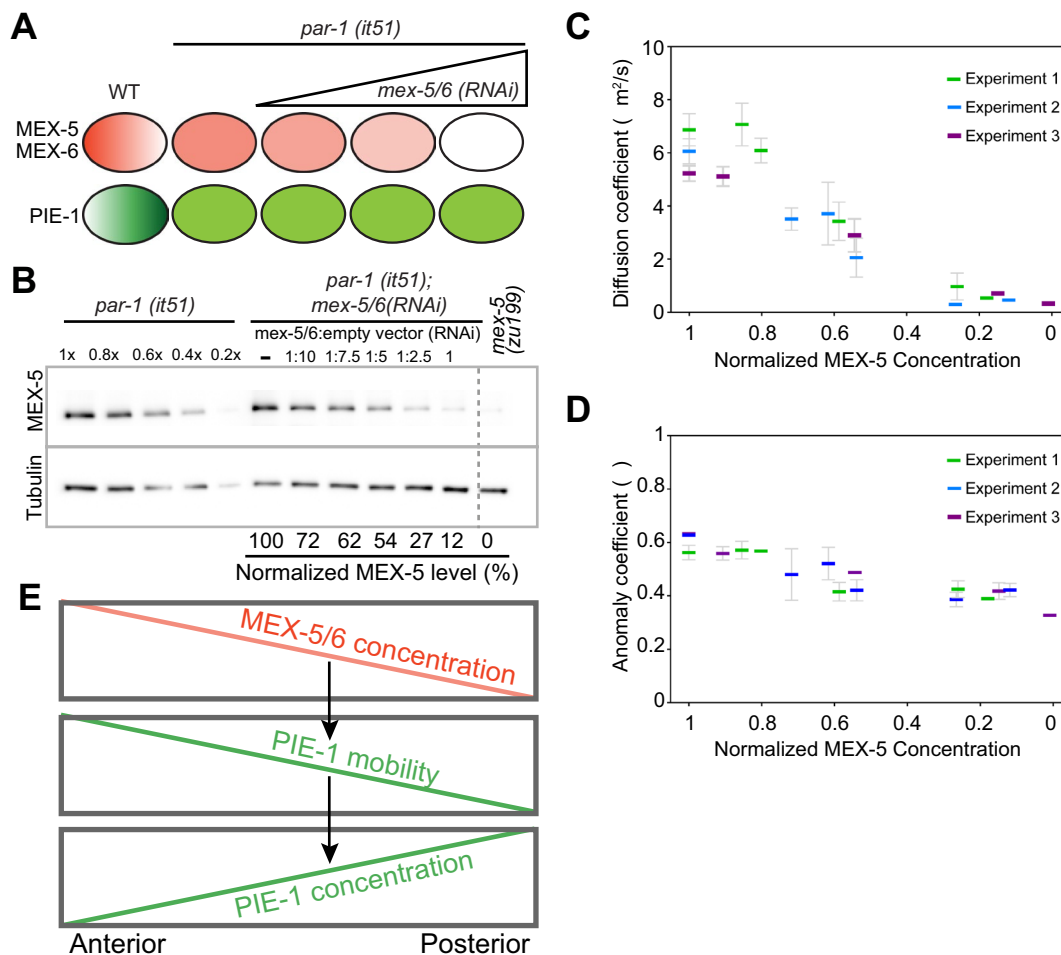 A
par-1 (it51)
mex-5/6 (RNAi)
WT
MEX-5
MEX-6
PIE-1
B
par-1 (it51)
par-1 (it51);
mex-5/6(RNAi)
mex-5
(zu199)
mex-5/6:empty vector (RNAi)
1x 0.8x 0.6x 0.4x 0.2x – 1:10 1:7.5 1:5 1:2.5 1
MEX-5
Tubulin
100 72 62 54 27 12 0
Normalized MEX-5 level (%)
C
Diffusion coefficient ( m²/s)
10
8
6
4
2
0
Experiment 1
Experiment 2
Experiment 3
1 0.8 0.6 0.4 0.2 0
Normalized MEX-5 Concentration
D
Anomaly coefficient ( )
1
0.8
0.6
0.4
0.2
0
Experiment 1
Experiment 2
Experiment 3
1 0.8 0.6 0.4 0.2 0
Normalized MEX-5 Concentration
E
MEX-5/6 concentration
PIE-1 mobility
PIE-1 concentration
Anterior Posterior